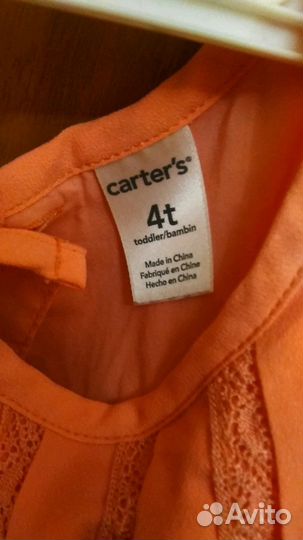 carter's®
4t
toddler/bambin
Made in China
Fabriqué en Chine
Hecho en China
Avito